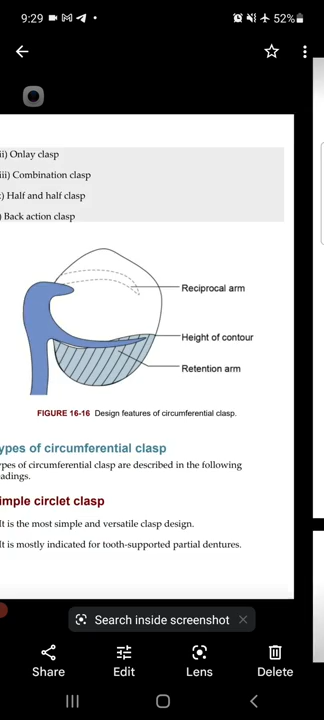 9:29
52%
ii) Onlay clasp
iii) Combination clasp
) Half and half clasp
) Back action clasp
Reciprocal arm
Height of contour
Retention arm
FIGURE 16-16 Design features of circumferential clasp.
ypes of circumferential clasp
ypes of circumferential clasp are described in the following
adings.
imple circlet clasp
It is the most simple and versatile clasp design.
It is mostly indicated for tooth-supported partial dentures.
Search inside screenshot
Share Edit Lens Delete